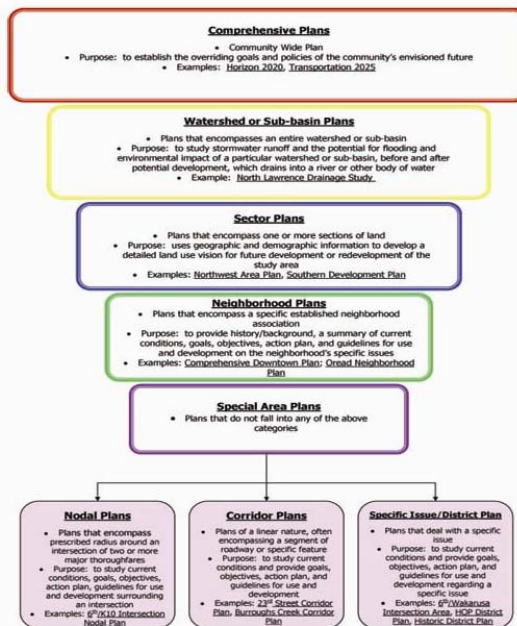 Comprehensive Plans
• Community Wide Plan
• Purpose: to establish the overriding goals and policies of the community's envisioned future
• Examples: Horizon 2020, Transportation 2025
Watershed or Sub-basin Plans
• Plans that encompasses an entire watershed or sub-basin
• Purpose: to study stormwater runoff and the potential for flooding and
environmental impact of a particular watershed or sub-basin, before and after
potential development, which drains into a river or other body of water
• Example: North Lawrence Drainage Study
Sector Plans
• Plans that encompass one or more sections of land
• Purpose: uses geographic and demographic information to develop a
detailed land use vision for future development or redevelopment of the
study area
• Examples: Northwest Area Plan, Southern Development Plan
Neighborhood Plans
• Plans that encompass a specific established neighborhood
association
• Purpose: to provide history/background, a summary of current
conditions, goals, objectives, action plan, and guidelines for use
and development on the neighborhood's specific issues
• Examples: Comprehensive Downtown Plan; Oread Neighborhood
Plan
Special Area Plans
• Plans that do not fall into any of the above
categories
Nodal Plans
• Plans that encompass
prescribed radius around an
intersection of two or more
major thoroughfares
• Purpose: to study current
conditions, goals, objectives,
action plan, guidelines for use
and development surrounding
an intersection
• Examples: 6th/K10 Intersection
Nodal Plan
Corridor Plans
• Plans of a linear nature, often
encompassing a segment of
roadway or specific feature
• Purpose: to study current
conditions and provide goals,
objectives, action plan, and
guidelines for use and
development
• Examples: 23rd Street Corridor
Plan, Burroughs Creek Corridor
Plan
Specific Issue/District Plan
• Plans that deal with a specific
issue
• Purpose: to study current
conditions and provide goals,
objectives, action plan, and
guidelines for use and
development regarding a
specific issue
• Examples: 6th/Wakarusa
Intersection Area, HOP District
Plan, Historic District Plan